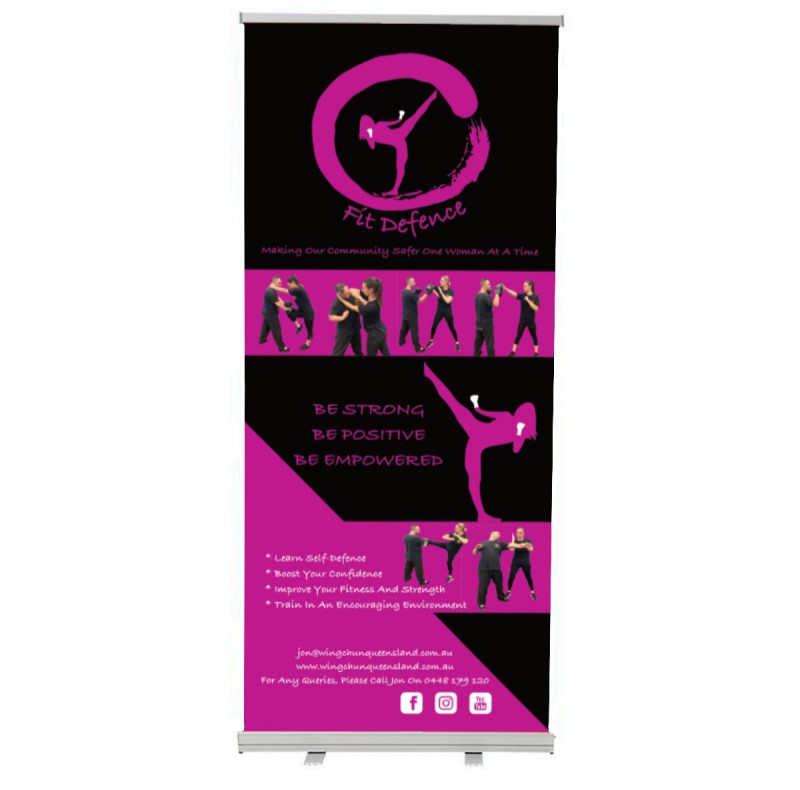 Fit Defence
Making Our Community Safer One Woman At A Time
BE STRONG
BE POSITIVE
BE EMPOWERED
* Learn Self-Defence
* Boost Your Confidence
* Improve Your Fitness And Strength
* Train In An Encouraging Environment
jon@wingchunqueensland.com.au
www.wingchunqueensland.com.au
For Any Queries, Please Call Jon On 0448 179 120
You
Tube